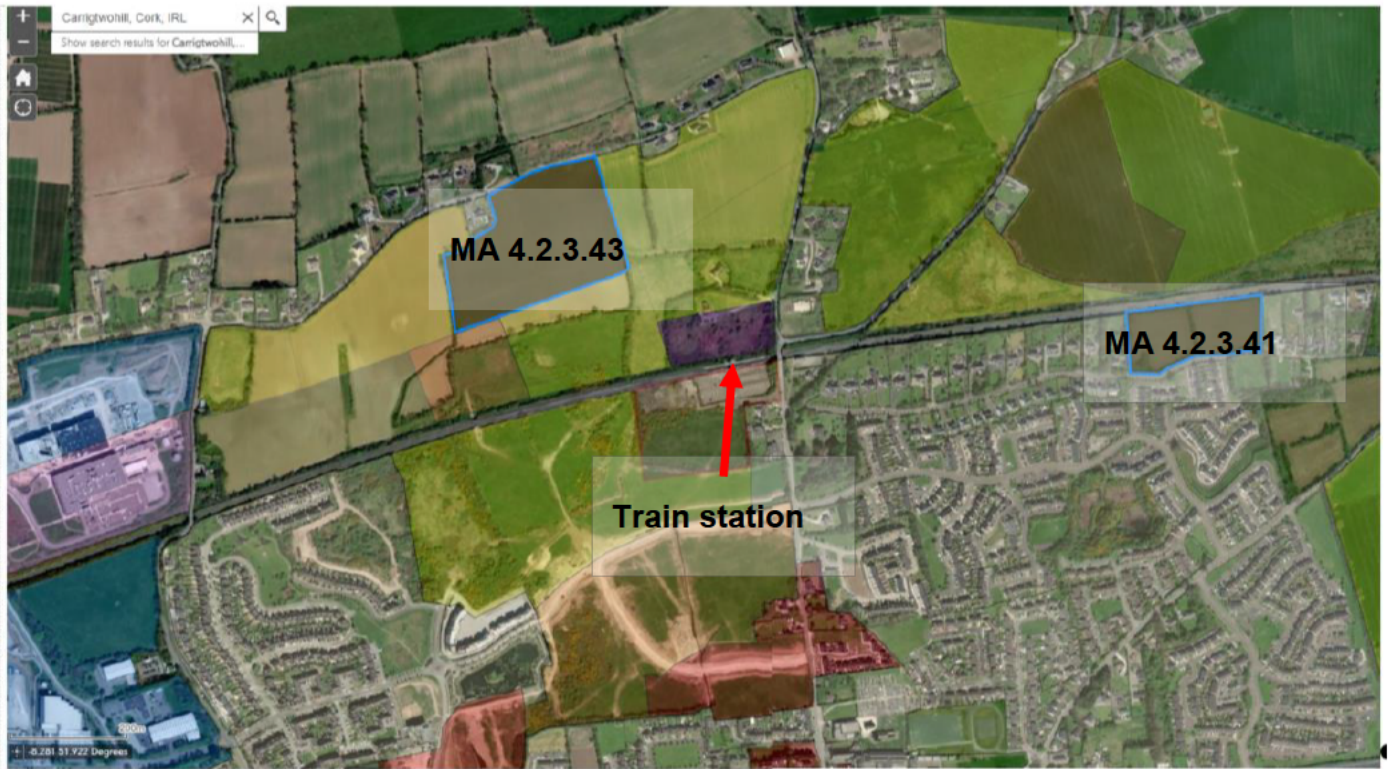 Carrigtwohill, Cork, IRL
Show search results for Carrigtwohill,...
MA 4.2.3.43
MA 4.2.3.41
Train station
200m
-8.281 51.922 Degrees